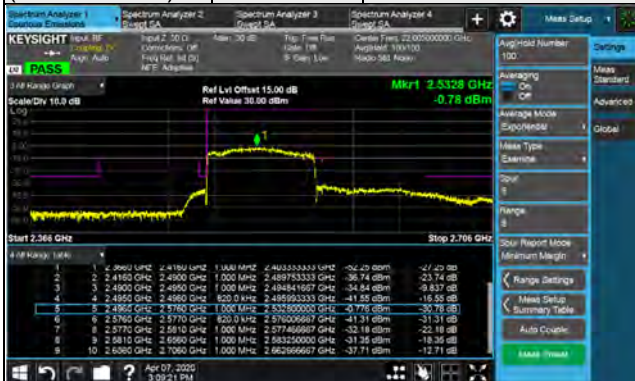 Spectrum Analyzer 1
Spurious Emissions
Spectrum Analyzer 2
Swept SA
Spectrum Analyzer 3
Swept SA
Spectrum Analyzer 4
Swept SA
+
Meas Setup
KEYSIGHT
Input: RF
Coupling: DC
Align: Auto
Input Z: 50 Ω
Corrections: Off
Freq Ref: Int (S)
NFE: Adaptive
Atten: 30 dB
Trig: Free Run
Gate: Off
IF Gain: Low
Center Freq: 22.005000000 GHz
Avg|Hold: 100/100
Radio Std: None
PASS
3 All Range Graph
Scale/Div 10.0 dB
Ref Lvl Offset 15.00 dB
Ref Value 30.00 dBm
Mkr1 2.5328 GHz
-0.78 dBm
Log
1
Start 2.366 GHz
Stop 2.706 GHz
4 All Range Table
1 1 2.3660 GHz 2.4160 GHz 1.000 MHz 2.403333333 GHz -52.25 dBm -27.25 dB
2 2 2.4160 GHz 2.4900 GHz 1.000 MHz 2.489753333 GHz -36.74 dBm -23.74 dB
3 3 2.4900 GHz 2.4950 GHz 1.000 MHz 2.494841667 GHz -34.84 dBm -9.837 dB
4 4 2.4950 GHz 2.4960 GHz 820.0 kHz 2.495993333 GHz -41.55 dBm -16.55 dB
5 5 2.4960 GHz 2.5760 GHz 1.000 MHz 2.532800000 GHz -0.776 dBm -30.78 dB
2.5760 GHz 2.5770 GHz 820.0 kHz 2.576006667 GHz -41.31 dBm -31.31 dB
7 8 2.5770 GHz 2.5810 GHz 1.000 MHz 2.577466667 GHz -32.18 dBm -22.18 dB
8 9 2.5810 GHz 2.6560 GHz 1.000 MHz 2.583250000 GHz -31.35 dBm -18.35 dB
9 10 2.6560 GHz 2.7060 GHz 1.000 MHz 2.662666667 GHz -37.71 dBm -12.71 dB
Avg|Hold Number
100
Averaging
On
Off
Average Mode
Exponential
Meas Type
Examine
Spur
8
Range
8
Spur Report Mode
Minimum Margin
Range Settings
Meas Setup
Summary Table
Auto Couple
Meas Preset
Settings
Meas
Standard
Advanced
Global
?
Apr 07, 2020
3:09:21 PM